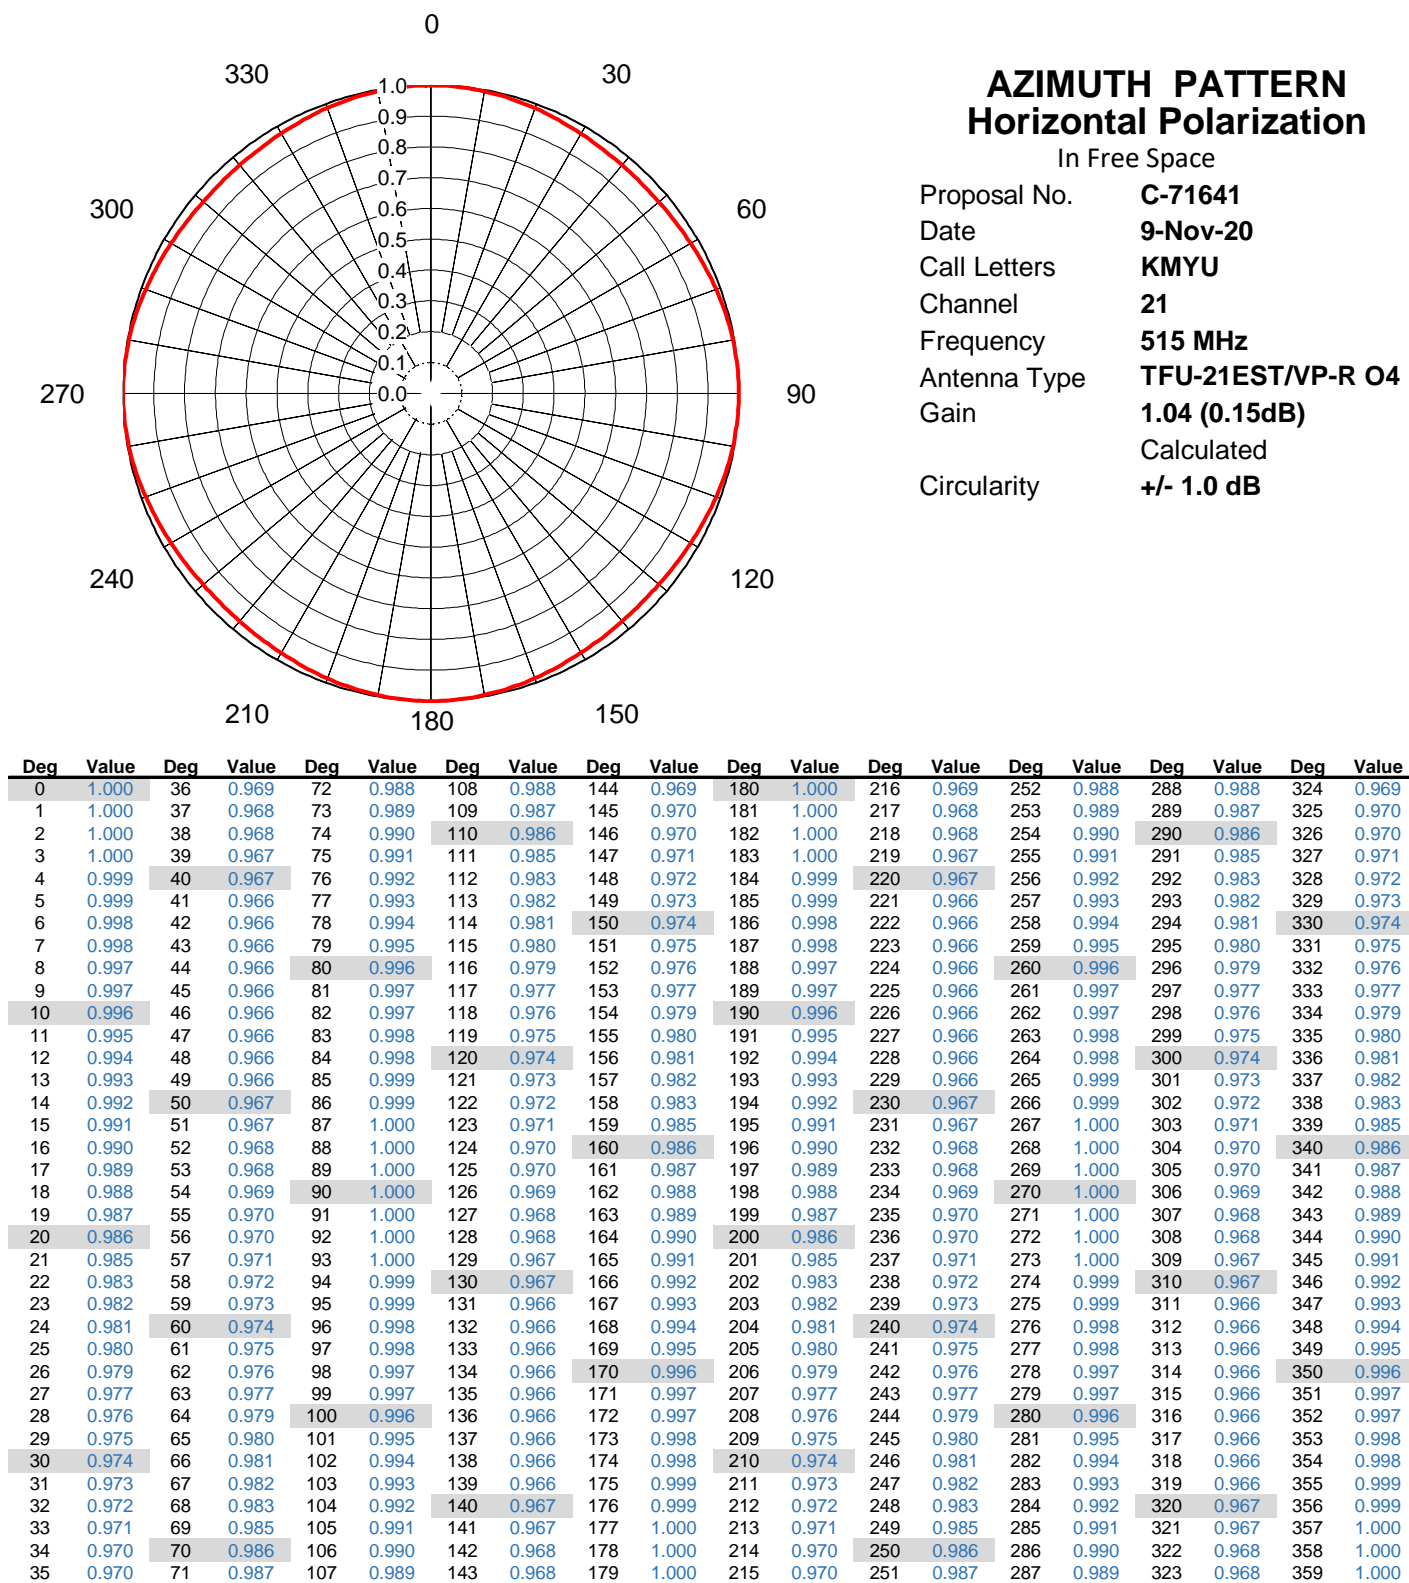 0
330 30
1.0
0.9
0.8
300 0.7 60
0.6
0.5
0.4
0.3
0.2
0.1
270 0.0 90
240 120
210 180 150
AZIMUTH PATTERN
Horizontal Polarization
In Free Space
Proposal No. C-71641
Date 9-Nov-20
Call Letters KMYU
Channel 21
Frequency 515 MHz
Antenna Type TFU-21EST/VP-R O4
Gain 1.04 (0.15dB)
Calculated
Circularity +/- 1.0 dB
Deg Value Deg Value Deg Value Deg Value Deg Value Deg Value Deg Value Deg Value Deg Value Deg Value
0 1.000 36 0.969 72 0.988 108 0.988 144 0.969 180 1.000 216 0.969 252 0.988 288 0.988 324 0.969
1 1.000 37 0.968 73 0.989 109 0.987 145 0.970 181 1.000 217 0.968 253 0.989 289 0.987 325 0.970
2 1.000 38 0.968 74 0.990 110 0.986 146 0.970 182 1.000 218 0.968 254 0.990 290 0.986 326 0.970
3 1.000 39 0.967 75 0.991 111 0.985 147 0.971 183 1.000 219 0.967 255 0.991 291 0.985 327 0.971
4 0.999 40 0.967 76 0.992 112 0.983 148 0.972 184 0.999 220 0.967 256 0.992 292 0.983 328 0.972
5 0.999 41 0.966 77 0.993 113 0.982 149 0.973 185 0.999 221 0.966 257 0.993 293 0.982 329 0.973
6 0.998 42 0.966 78 0.994 114 0.981 150 0.974 186 0.998 222 0.966 258 0.994 294 0.981 330 0.974
7 0.998 43 0.966 79 0.995 115 0.980 151 0.975 187 0.998 223 0.966 259 0.995 295 0.980 331 0.975
8 0.997 44 0.966 80 0.996 116 0.979 152 0.976 188 0.997 224 0.966 260 0.996 296 0.979 332 0.976
9 0.997 45 0.966 81 0.997 117 0.977 153 0.977 189 0.997 225 0.966 261 0.997 297 0.977 333 0.977
10 0.996 46 0.966 82 0.997 118 0.976 154 0.979 190 0.996 226 0.966 262 0.997 298 0.976 334 0.979
11 0.995 47 0.966 83 0.998 119 0.975 155 0.980 191 0.995 227 0.966 263 0.998 299 0.975 335 0.980
12 0.994 48 0.966 84 0.998 120 0.974 156 0.981 192 0.994 228 0.966 264 0.998 300 0.974 336 0.981
13 0.993 49 0.966 85 0.999 121 0.973 157 0.982 193 0.993 229 0.966 265 0.999 301 0.973 337 0.982
14 0.992 50 0.967 86 0.999 122 0.972 158 0.983 194 0.992 230 0.967 266 0.999 302 0.972 338 0.983
15 0.991 51 0.967 87 1.000 123 0.971 159 0.985 195 0.991 231 0.967 267 1.000 303 0.971 339 0.985
16 0.990 52 0.968 88 1.000 124 0.970 160 0.986 196 0.990 232 0.968 268 1.000 304 0.970 340 0.986
17 0.989 53 0.968 89 1.000 125 0.970 161 0.987 197 0.989 233 0.968 269 1.000 305 0.970 341 0.987
18 0.988 54 0.969 90 1.000 126 0.969 162 0.988 198 0.988 234 0.969 270 1.000 306 0.969 342 0.988
19 0.987 55 0.970 91 1.000 127 0.968 163 0.989 199 0.987 235 0.970 271 1.000 307 0.968 343 0.989
20 0.986 56 0.970 92 1.000 128 0.968 164 0.990 200 0.986 236 0.970 272 1.000 308 0.968 344 0.990
21 0.985 57 0.971 93 1.000 129 0.967 165 0.991 201 0.985 237 0.971 273 1.000 309 0.967 345 0.991
22 0.983 58 0.972 94 0.999 130 0.967 166 0.992 202 0.983 238 0.972 274 0.999 310 0.967 346 0.992
23 0.982 59 0.973 95 0.999 131 0.966 167 0.993 203 0.982 239 0.973 275 0.999 311 0.966 347 0.993
24 0.981 60 0.974 96 0.998 132 0.966 168 0.994 204 0.981 240 0.974 276 0.998 312 0.966 348 0.994
25 0.980 61 0.975 97 0.998 133 0.966 169 0.995 205 0.980 241 0.975 277 0.998 313 0.966 349 0.995
26 0.979 62 0.976 98 0.997 134 0.966 170 0.996 206 0.979 242 0.976 278 0.997 314 0.966 350 0.996
27 0.977 63 0.977 99 0.997 135 0.966 171 0.997 207 0.977 243 0.977 279 0.997 315 0.966 351 0.997
28 0.976 64 0.979 100 0.996 136 0.966 172 0.997 208 0.976 244 0.979 280 0.996 316 0.966 352 0.997
29 0.975 65 0.980 101 0.995 137 0.966 173 0.998 209 0.975 245 0.980 281 0.995 317 0.966 353 0.998
30 0.974 66 0.981 102 0.994 138 0.966 174 0.998 210 0.974 246 0.981 282 0.994 318 0.966 354 0.998
31 0.973 67 0.982 103 0.993 139 0.966 175 0.999 211 0.973 247 0.982 283 0.993 319 0.966 355 0.999
32 0.972 68 0.983 104 0.992 140 0.967 176 0.999 212 0.972 248 0.983 284 0.992 320 0.967 356 0.999
33 0.971 69 0.985 105 0.991 141 0.967 177 1.000 213 0.971 249 0.985 285 0.991 321 0.967 357 1.000
34 0.970 70 0.986 106 0.990 142 0.968 178 1.000 214 0.970 250 0.986 286 0.990 322 0.968 358 1.000
35 0.970 71 0.987 107 0.989 143 0.968 179 1.000 215 0.970 251 0.987 287 0.989 323 0.968 359 1.000